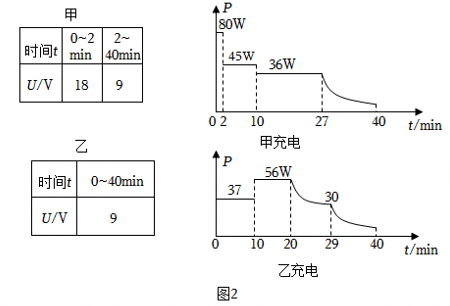 甲
时间t 0~2 min 2~ 40min
U/V 18 9
P
80W
45W 36W
0 2 10 27 40 t/min
甲充电
乙
时间t 0~40min
U/V 9
P
37 56W 30
0 10 20 29 40 t/min
乙充电
图2